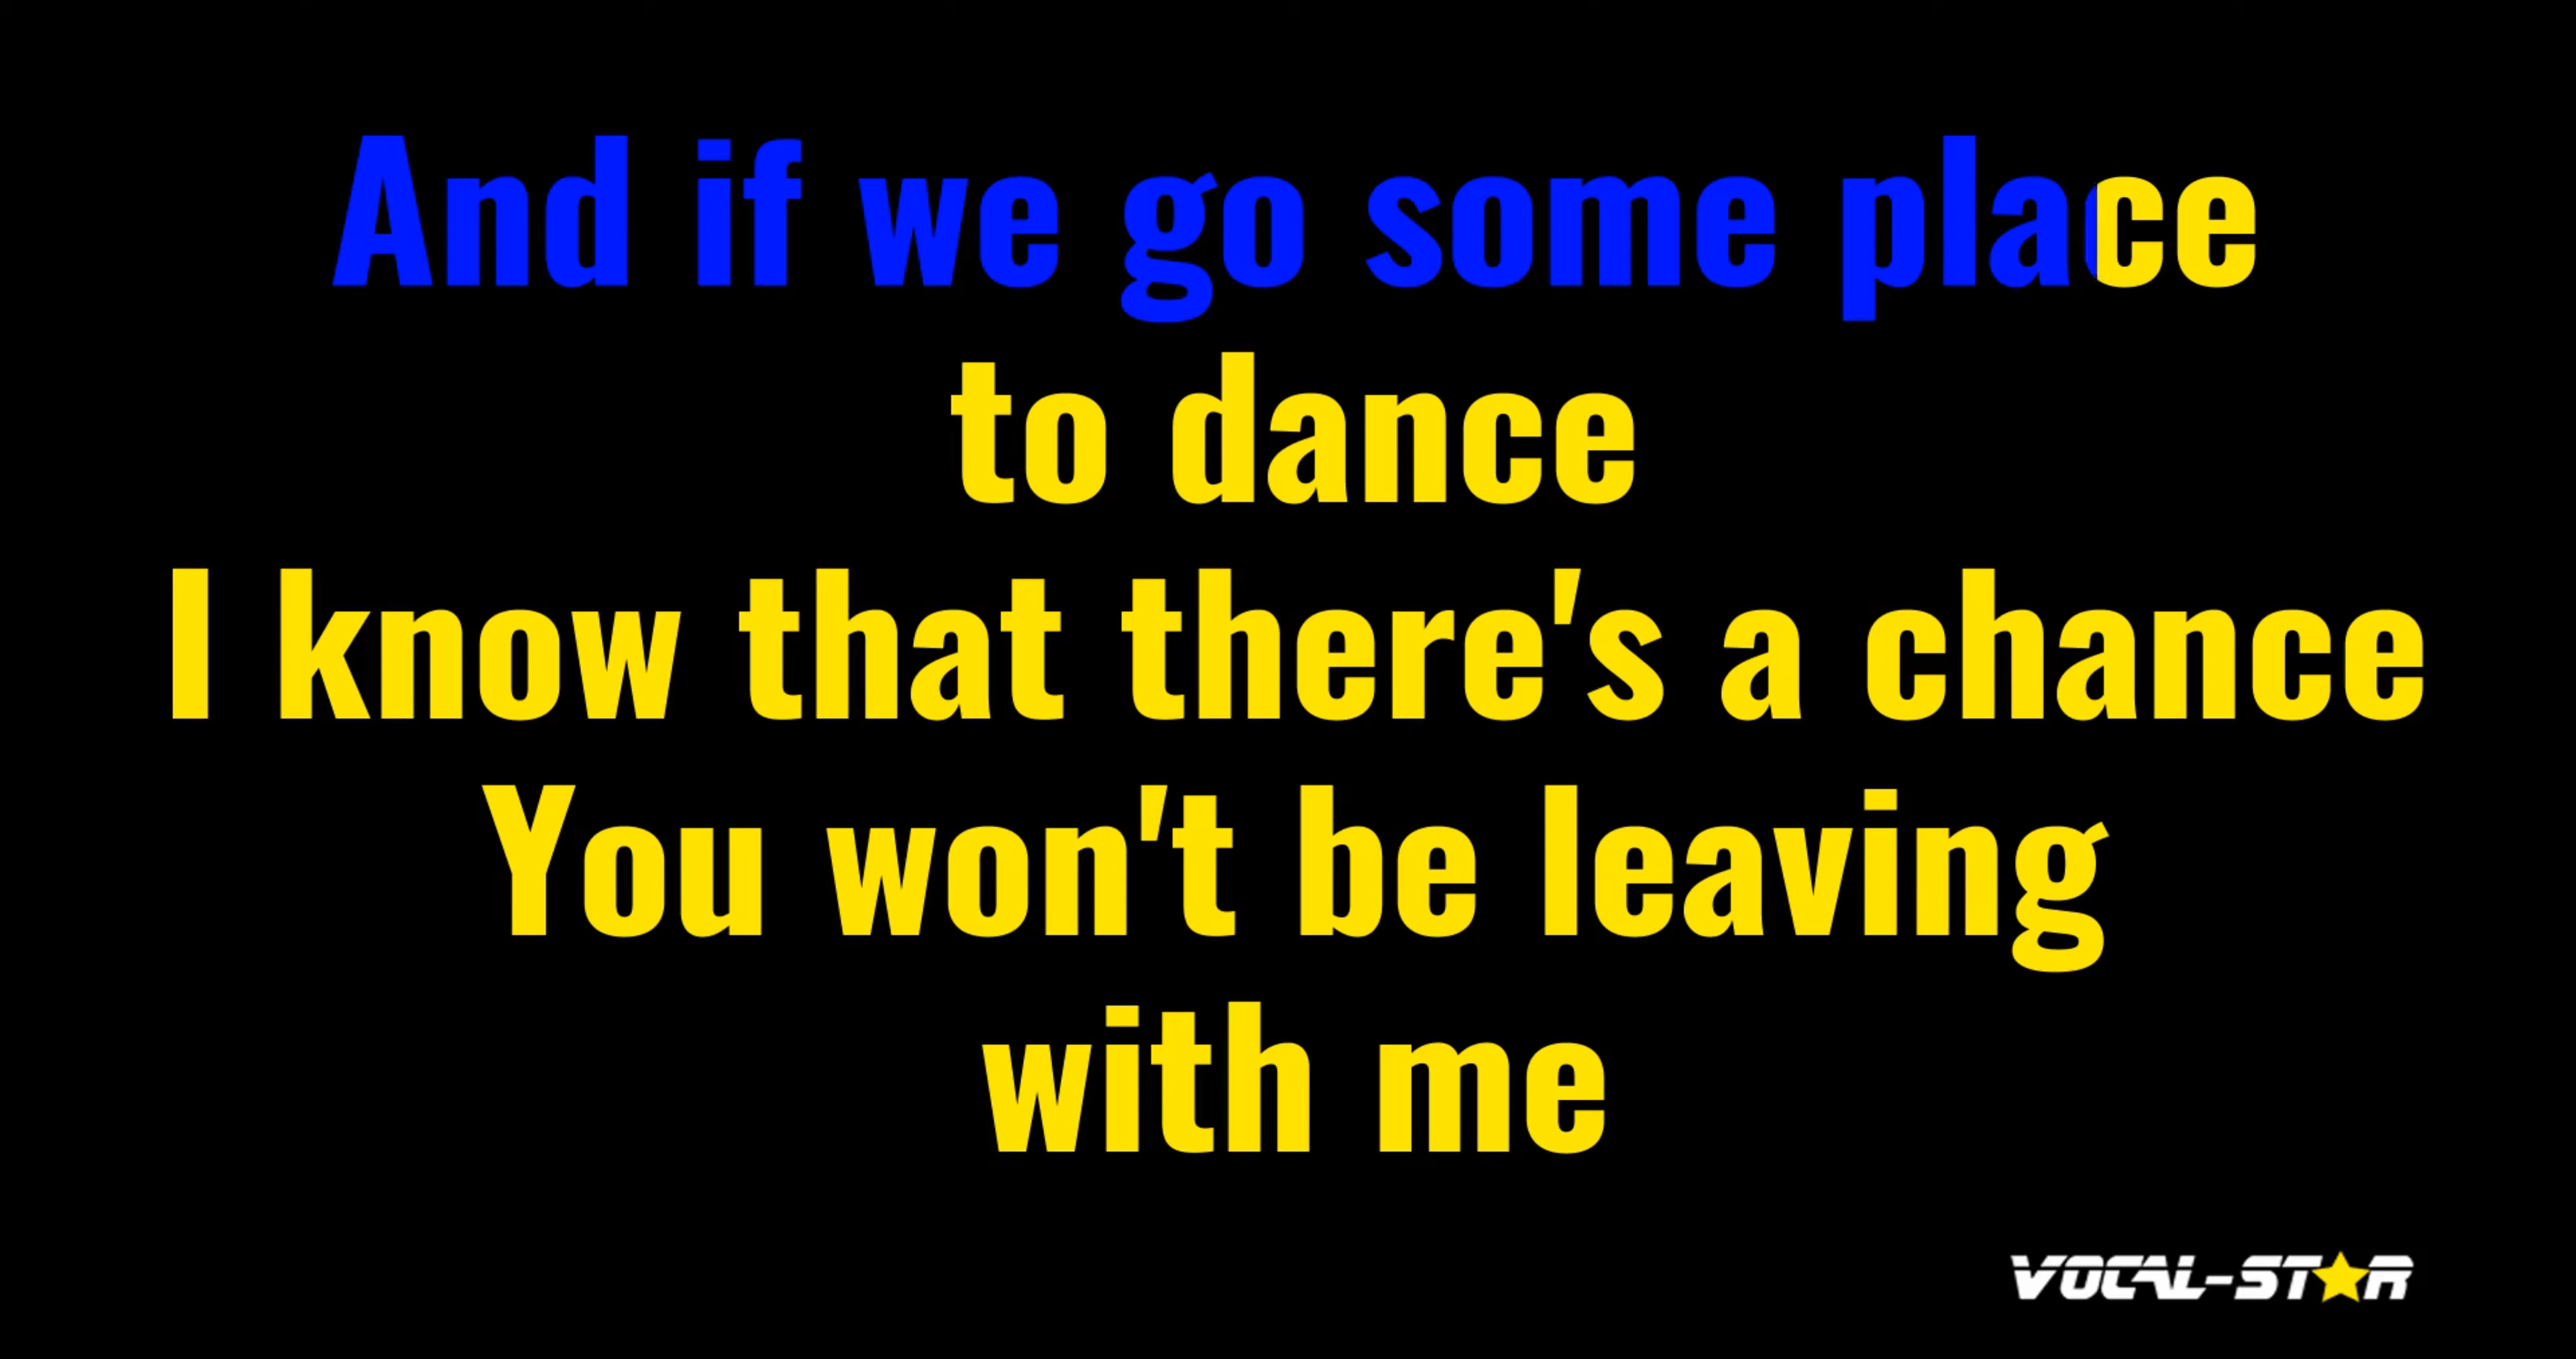 And if we go some place
to dance
I know that there's a chance
You won't be leaving
with me
VOCAL-STAR